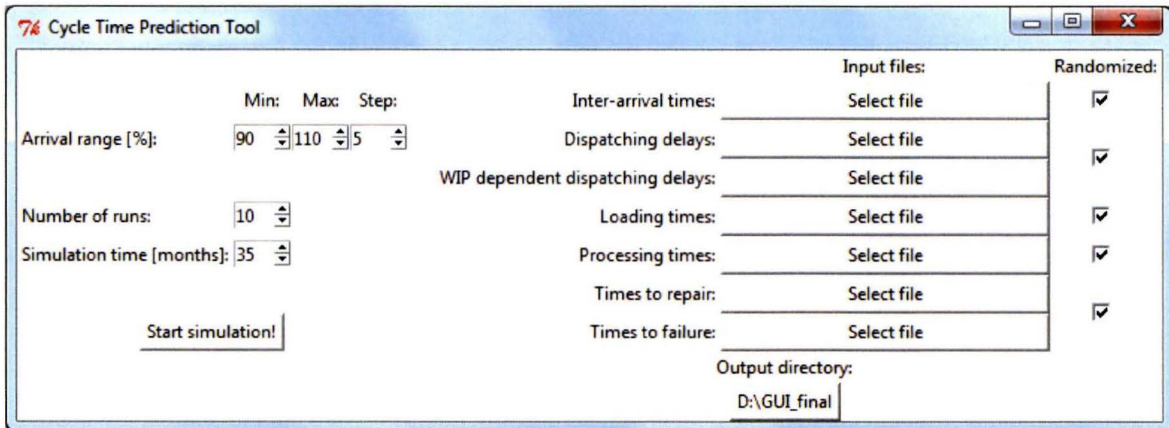 Cycle Time Prediction Tool
Input files: Randomized:
Min: Max: Step: Inter-arrival times: Select file
Arrival range [%]: 90 110 5 Dispatching delays: Select file
WIP dependent dispatching delays: Select file
Number of runs: 10 Loading times: Select file
Simulation time [months]: 35 Processing times: Select file
Times to repair: Select file
Start simulation! Times to failure: Select file
Output directory:
D:\GUI_final